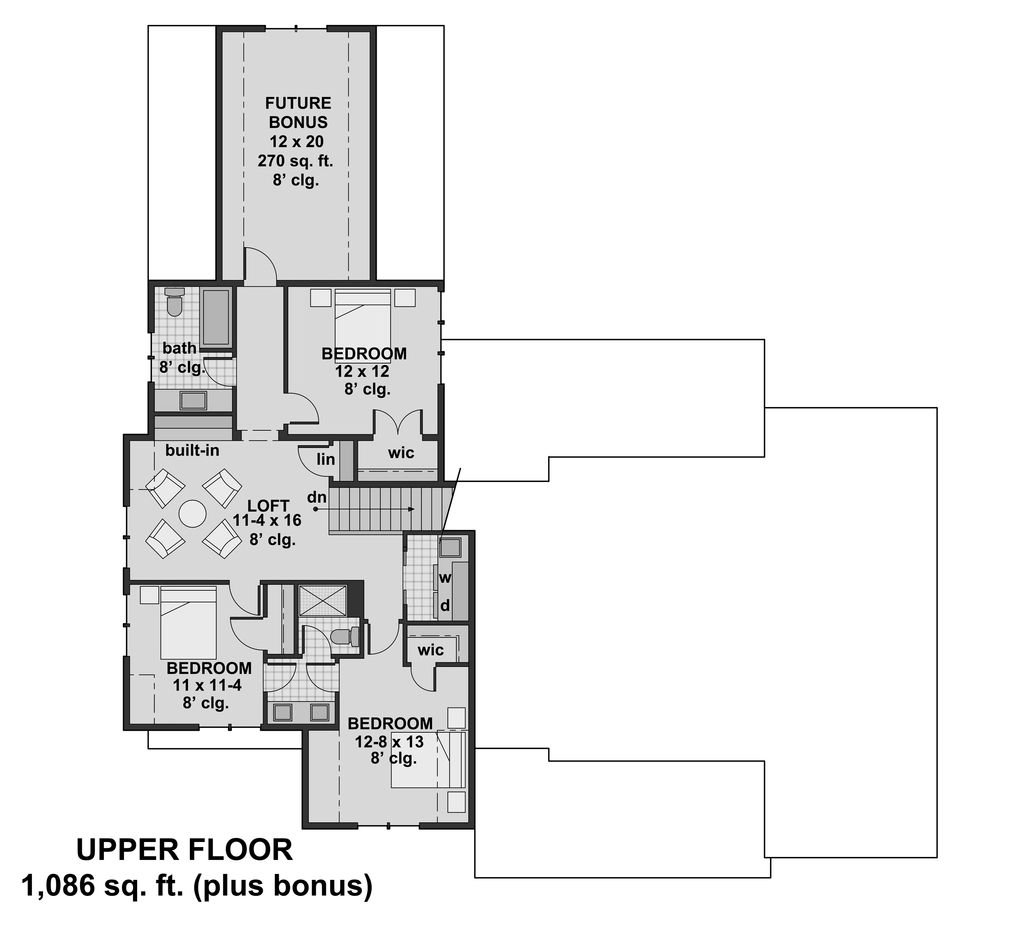 FUTURE
BONUS
12 x 20
270 sq. ft.
8’ clg.
bath
8’ clg.
BEDROOM
12 x 12
8’ clg.
built-in
lin
wic
dn
LOFT
11-4 x 16
8’ clg.
w
d
wic
BEDROOM
11 x 11-4
8’ clg.
BEDROOM
12-8 x 13
8’ clg.
UPPER FLOOR
1,086 sq. ft. (plus bonus)